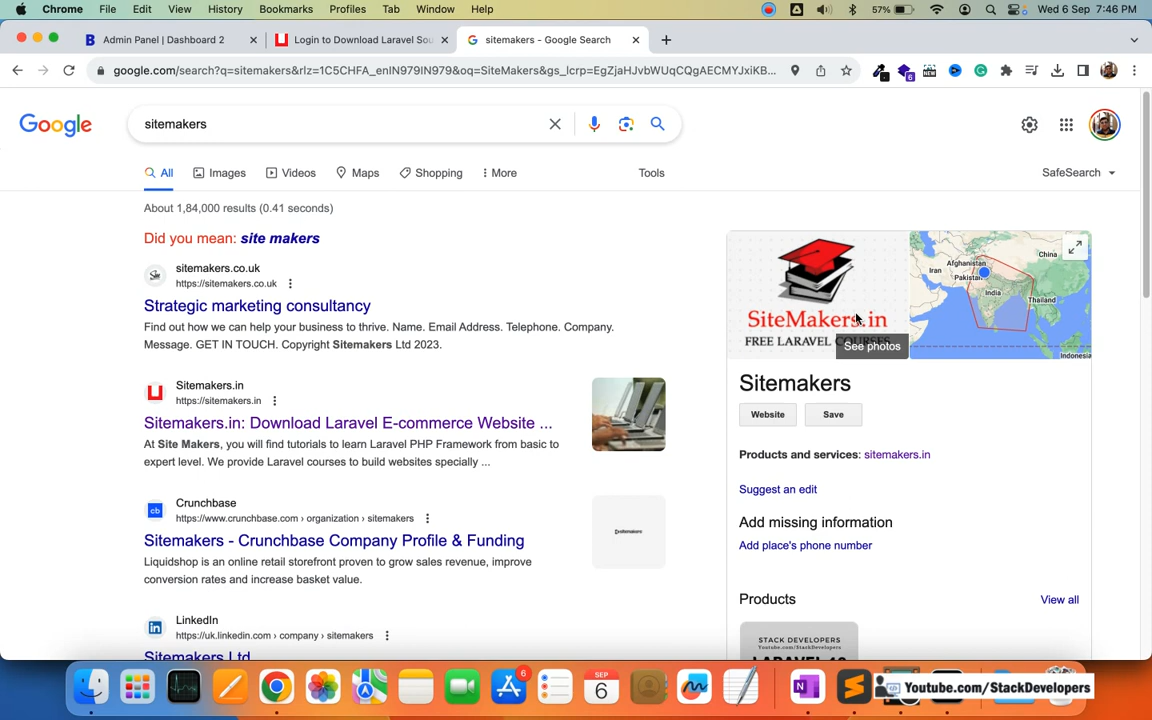 Chrome File Edit View History Bookmarks Profiles Tab Window Help 57% Wed 6 Sep 7:46 PM
Admin Panel | Dashboard 2 Login to Download Laravel Sou sitemakers - Google Search
google.com/search?q=sitemakers&rlz=1C5CHFA_enIN979IN979&oq=SiteMakers&gs_lcrp=EgZjaHJvbWUqCQgAECMYJxiKB...
Google
sitemakers
All Images Videos Maps Shopping More Tools SafeSearch
About 1,84,000 results (0.41 seconds)
Did you mean: site makers
sitemakers.co.uk
https://sitemakers.co.uk
Strategic marketing consultancy
Find out how we can help your business to thrive. Name. Email Address. Telephone. Company.
Message. GET IN TOUCH. Copyright Sitemakers Ltd 2023.
Sitemakers.in
https://sitemakers.in
Sitemakers.in: Download Laravel E-commerce Website ...
At Site Makers, you will find tutorials to learn Laravel PHP Framework from basic to
expert level. We provide Laravel courses to build websites specially ...
Crunchbase
https://www.crunchbase.com › organization › sitemakers
Sitemakers - Crunchbase Company Profile & Funding
Liquidshop is an online retail storefront proven to grow sales revenue, improve
conversion rates and increase basket value.
LinkedIn
https://uk.linkedin.com › company › sitemakers
Sitemakers Ltd
SiteMakers.in
FREE LARAVEL COURSES
See photos
China
Afghanistan
Iran
Pakistan
India
Thailand
Indonesia
Sitemakers
Website Save
Products and services: sitemakers.in
Suggest an edit
Add missing information
Add place's phone number
Products View all
STACK DEVELOPERS
Youtube.com/StackDevelopers
LARAVEL 10
6
SEP
6
Youtube.com/StackDevelopers